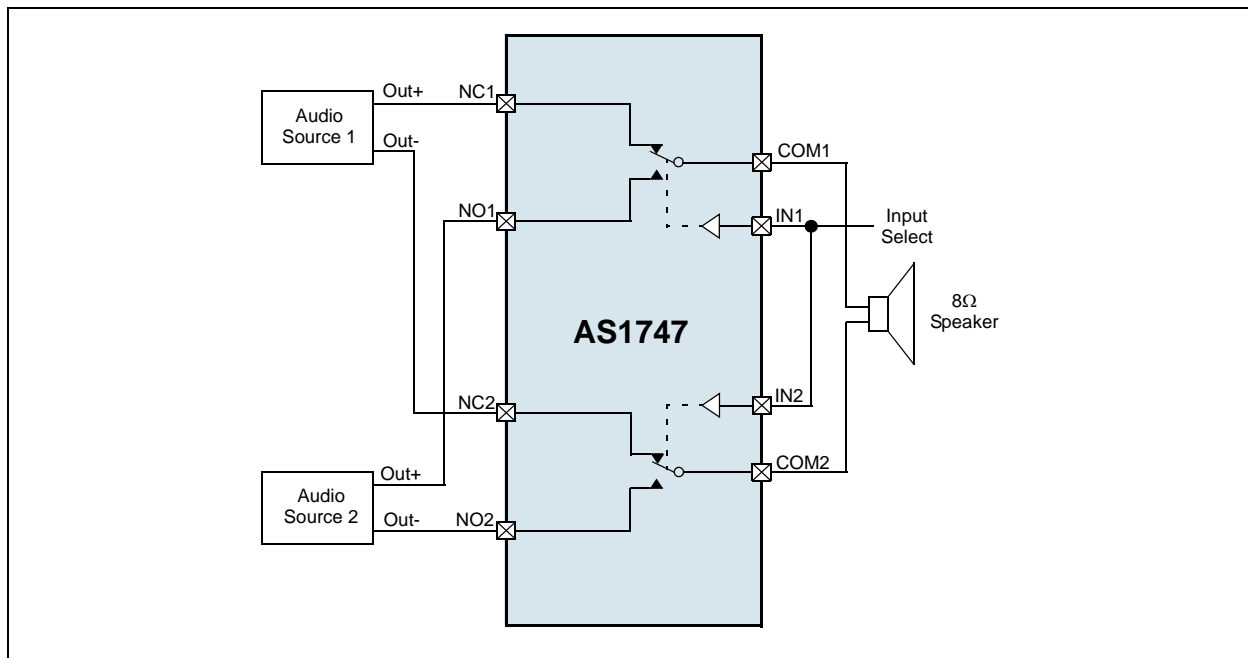 Audio
Source 1
Out+
Out-
NC1
NO1
COM1
IN1
Input
Select
8Ω
Speaker
AS1747
NC2
IN2
COM2
Audio
Source 2
Out+
Out-
NO2